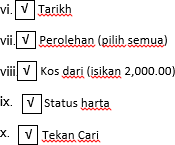 vi. √ Tarikh
vii. √ Perolehan (pilih semua)
viii √ Kos dari (isikan 2,000.00)
ix. √ Status harta
x. √ Tekan Cari